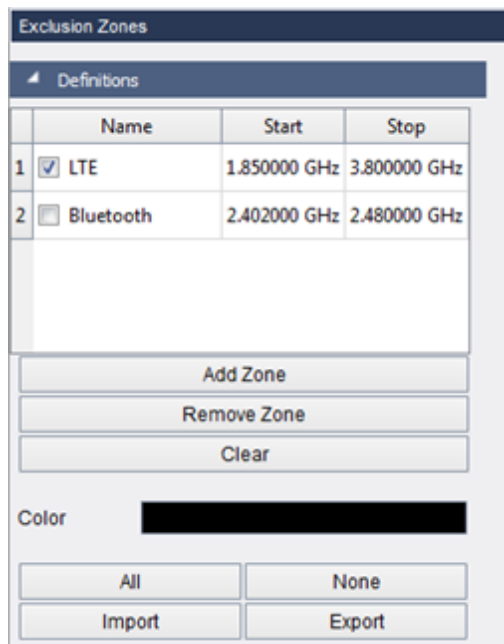 Exclusion Zones
Definitions
Name Start Stop
1 LTE 1.850000 GHz 3.800000 GHz
2 Bluetooth 2.402000 GHz 2.480000 GHz
Add Zone
Remove Zone
Clear
Color
All None
Import Export